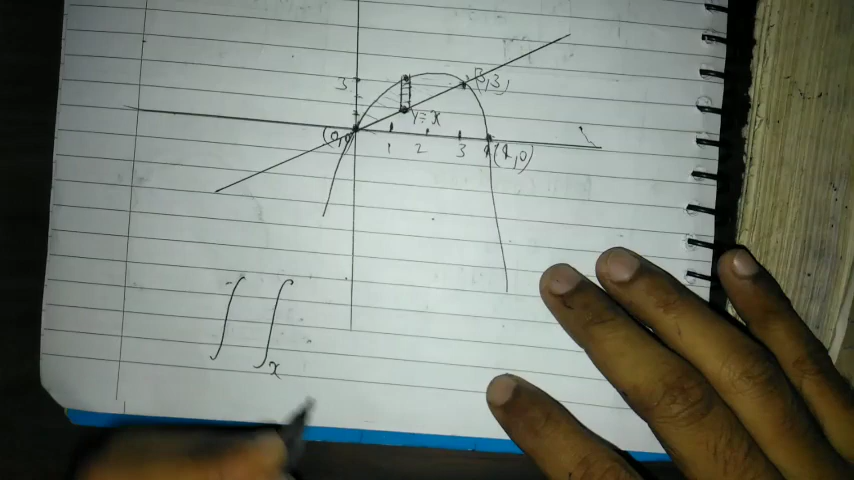 3
(3,3)
y=x
(0,0)
1 2 3 4 (4,0)
∫ ∫
x